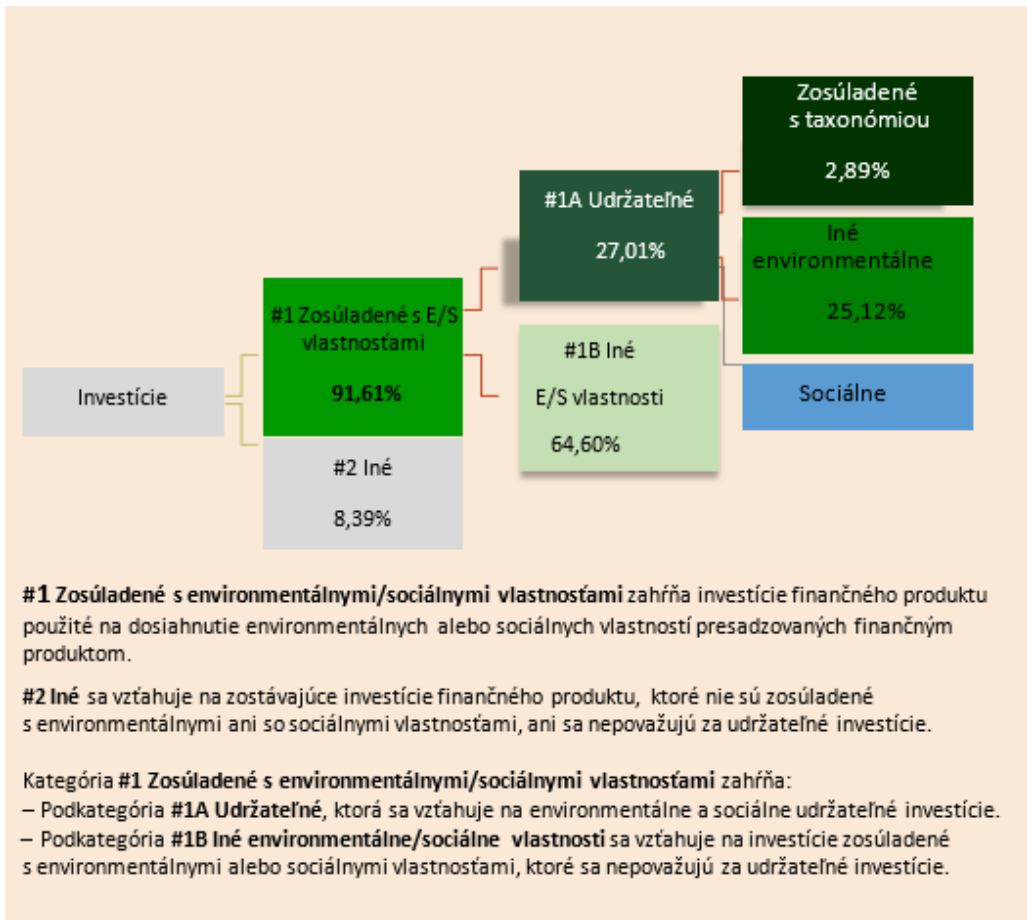 Zosúladené
s taxonómiou
2,89%
#1A Udržateľné
27,01%
Iné
environmentálne
25,12%
#1 Zosúladené s E/S
vlastnosťami
91,61%
#1B Iné
E/S vlastnosti
64,60%
Sociálne
Investície
#2 Iné
8,39%
#1 Zosúladené s environmentálnymi/sociálnymi vlastnosťami zahŕňa investície finančného produktu
použité na dosiahnutie environmentálnych alebo sociálnych vlastností presadzovaných finančným
produktom.
#2 Iné sa vzťahuje na zostávajúce investície finančného produktu, ktoré nie sú zosúladené
s environmentálnymi ani so sociálnymi vlastnosťami, ani sa nepovažujú za udržateľné investície.
Kategória #1 Zosúladené s environmentálnymi/sociálnymi vlastnosťami zahŕňa:
– Podkategória #1A Udržateľné, ktorá sa vzťahuje na environmentálne a sociálne udržateľné investície.
– Podkategória #1B Iné environmentálne/sociálne vlastnosti sa vzťahuje na investície zosúladené
s environmentálnymi alebo sociálnymi vlastnosťami, ktoré sa nepovažujú za udržateľné investície.